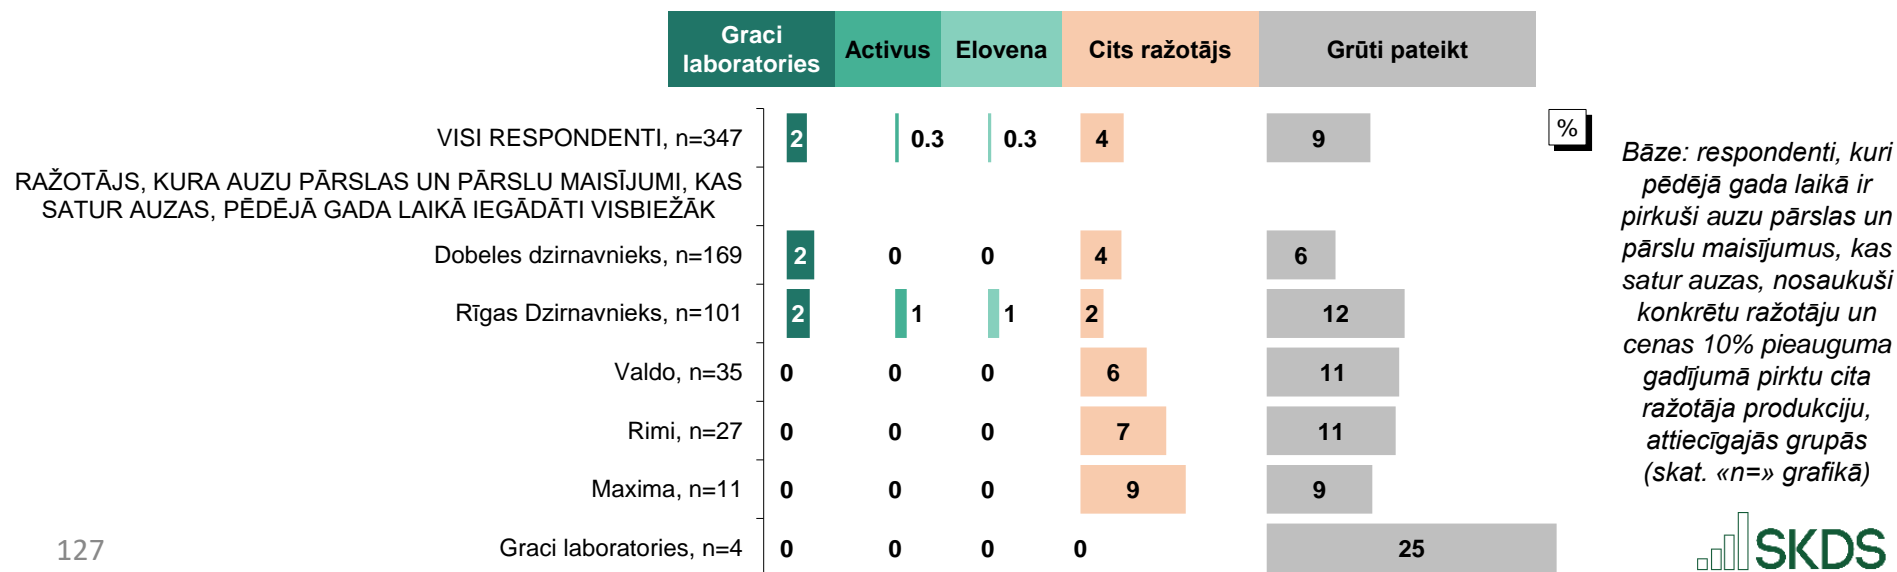 Graci
laboratories
Activus
Elovena
Cits ražotājs
Grūti pateikt
VISI RESPONDENTI, n=347
2
0.3
0.3
4
9
%
RAŽOTĀJS, KURA AUZU PĀRSLAS UN PĀRSLU MAISĪJUMI, KAS
SATUR AUZAS, PĒDĒJĀ GADA LAIKĀ IEGĀDĀTI VISBIEŽĀK
Dobeles dzirnavnieks, n=169
2
0
0
4
6
Rīgas Dzirnavnieks, n=101
2
1
1
2
12
Valdo, n=35
0
0
0
6
11
Rimi, n=27
0
0
0
7
11
Maxima, n=11
0
0
0
9
9
Graci laboratories, n=4
0
0
0
0
25
Bāze: respondenti, kuri
pēdējā gada laikā ir
pirkuši auzu pārslas un
pārslu maisījumus, kas
satur auzas, nosaukuši
konkrētu ražotāju un
cenas 10% pieauguma
gadījumā pirktu cita
ražotāja produkciju,
attiecīgajās grupās
(skat. «n=» grafikā)
127
SKDS